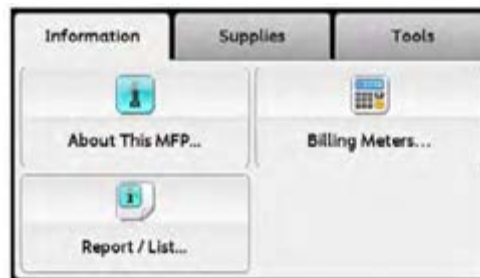 Information
Supplies
Tools
About This MFP...
Billing Meters...
Report / List...